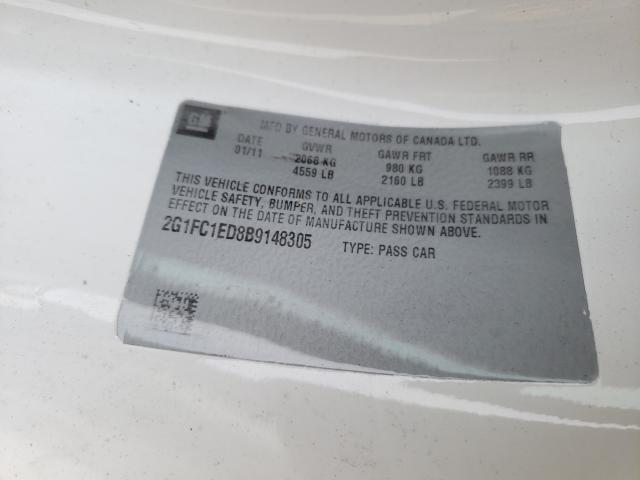 GM
MFD BY GENERAL MOTORS OF CANADA LTD.
DATE GVWR GAWR FRT GAWR RR
01/11 2068 KG 980 KG 1088 KG
4559 LB 2160 LB 2399 LB
THIS VEHICLE CONFORMS TO ALL APPLICABLE U.S. FEDERAL MOTOR
VEHICLE SAFETY, BUMPER, AND THEFT PREVENTION STANDARDS IN
EFFECT ON THE DATE OF MANUFACTURE SHOWN ABOVE.
2G1FC1ED8B9148305 TYPE: PASS CAR